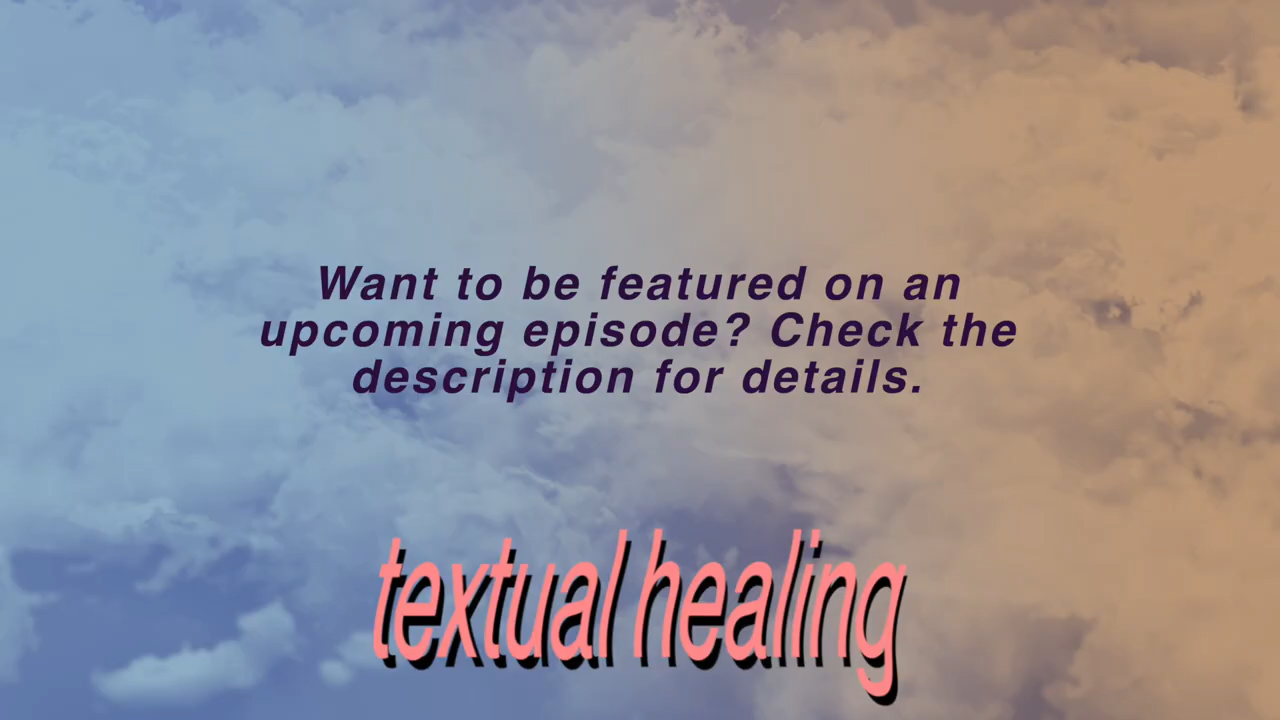 Want to be featured on an
upcoming episode? Check the
description for details.
textual healing